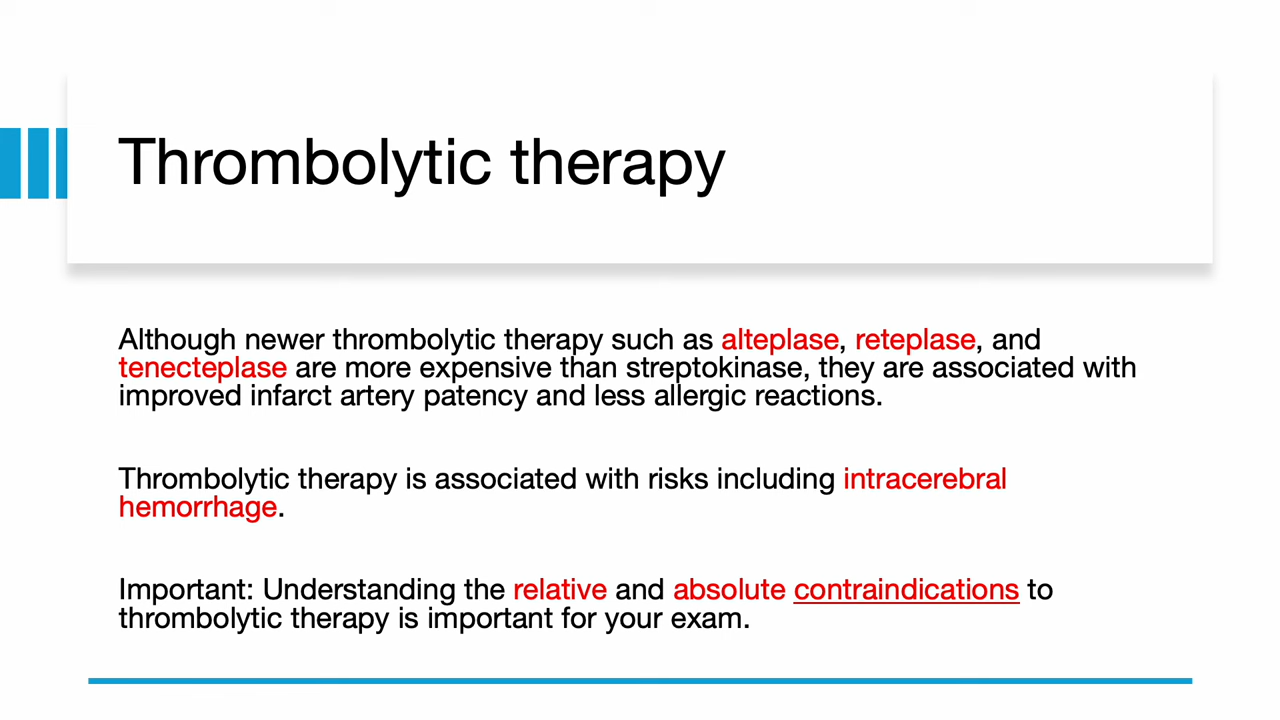 Thrombolytic therapy
Although newer thrombolytic therapy such as alteplase, reteplase, and
tenecteplase are more expensive than streptokinase, they are associated with
improved infarct artery patency and less allergic reactions.
Thrombolytic therapy is associated with risks including intracerebral
hemorrhage.
Important: Understanding the relative and absolute contraindications to
thrombolytic therapy is important for your exam.